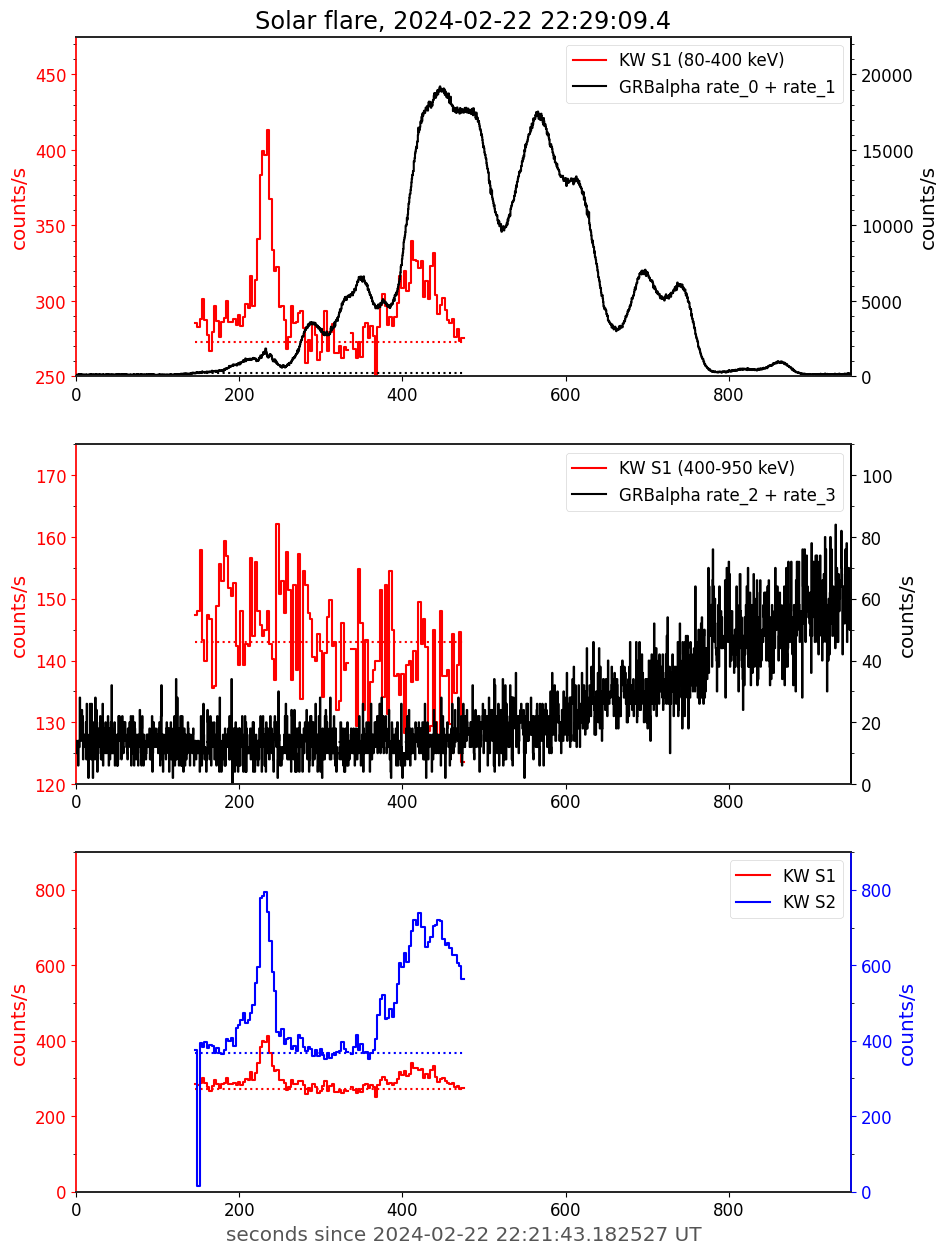 Solar flare, 2024-02-22 22:29:09.4
KW S1 (80-400 keV)
GRBalpha rate_0 + rate_1
450
400
350
300
250
counts/s
20000
15000
10000
5000
0
counts/s
0 200 400 600 800
KW S1 (400-950 keV)
GRBalpha rate_2 + rate_3
170
160
150
140
130
120
counts/s
100
80
60
40
20
0
counts/s
0 200 400 600 800
KW S1
KW S2
800
600
400
200
0
counts/s
800
600
400
200
0
counts/s
0 200 400 600 800
seconds since 2024-02-22 22:21:43.182527 UT